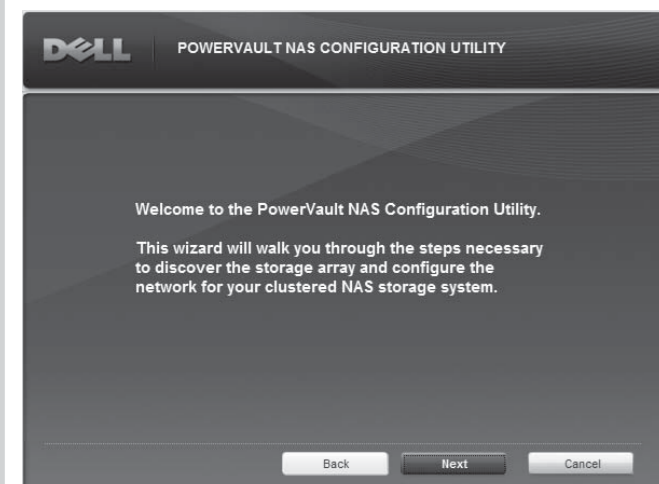 DELL
POWERVAULT NAS CONFIGURATION UTILITY
Welcome to the PowerVault NAS Configuration Utility.
This wizard will walk you through the steps necessary
to discover the storage array and configure the
network for your clustered NAS storage system.
Back
Next
Cancel